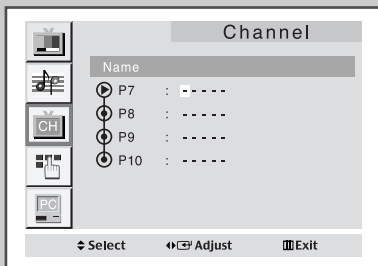 Channel
Name
P7 : - - - - -
P8 : - - - - -
P9 : - - - - -
P10 : - - - - -
CH
PC
Select Adjust Exit